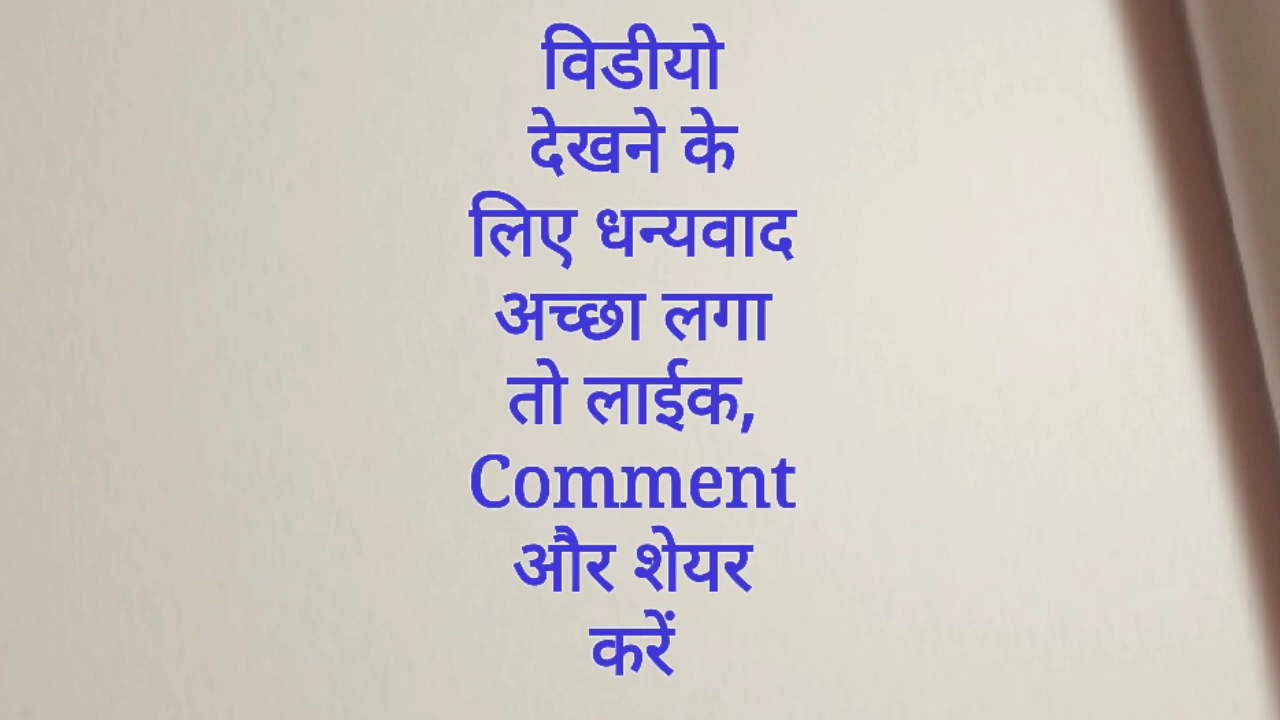 विडीयो
देखने के
लिए धन्यवाद
अच्छा लगा
तो लाईक,
Comment
और शेयर
करें